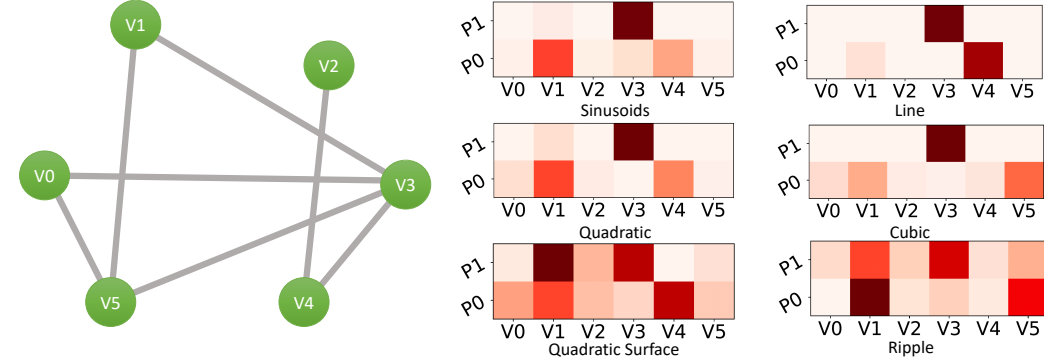 V1
V2
V0
V3
V5
V4
P1
P0
V0 V1 V2 V3 V4 V5
Sinusoids
P1
P0
V0 V1 V2 V3 V4 V5
Line
P1
P0
V0 V1 V2 V3 V4 V5
Quadratic
P1
P0
V0 V1 V2 V3 V4 V5
Cubic
P1
P0
V0 V1 V2 V3 V4 V5
Quadratic Surface
P1
P0
V0 V1 V2 V3 V4 V5
Ripple